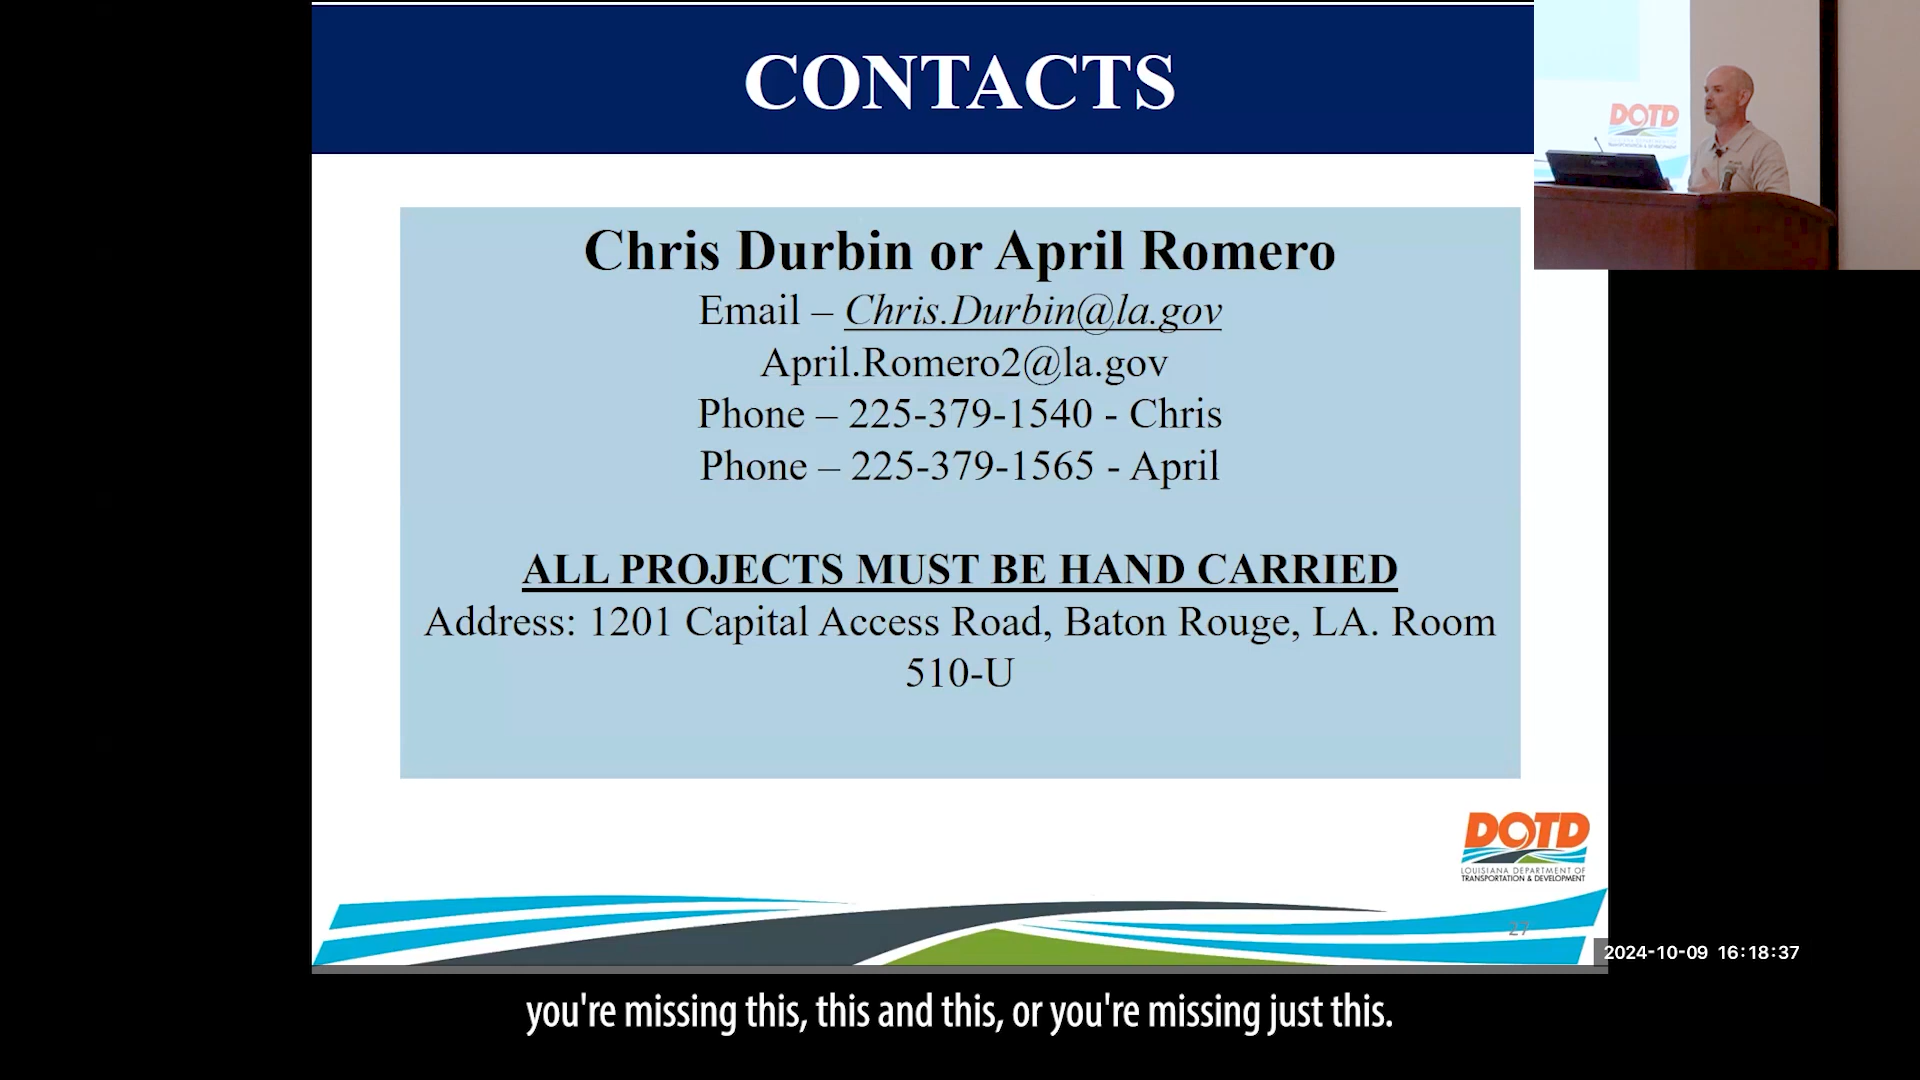 CONTACTS
Chris Durbin or April Romero
Email – Chris.Durbin@la.gov
April.Romero2@la.gov
Phone – 225-379-1540 - Chris
Phone – 225-379-1565 - April
ALL PROJECTS MUST BE HAND CARRIED
Address: 1201 Capital Access Road, Baton Rouge, LA. Room
510-U
DOTD
DOTD
LOUISIANA DEPARTMENT OF
TRANSPORTATION & DEVELOPMENT
27
2024-10-09 16:18:37
you're missing this, this and this, or you're missing just this.